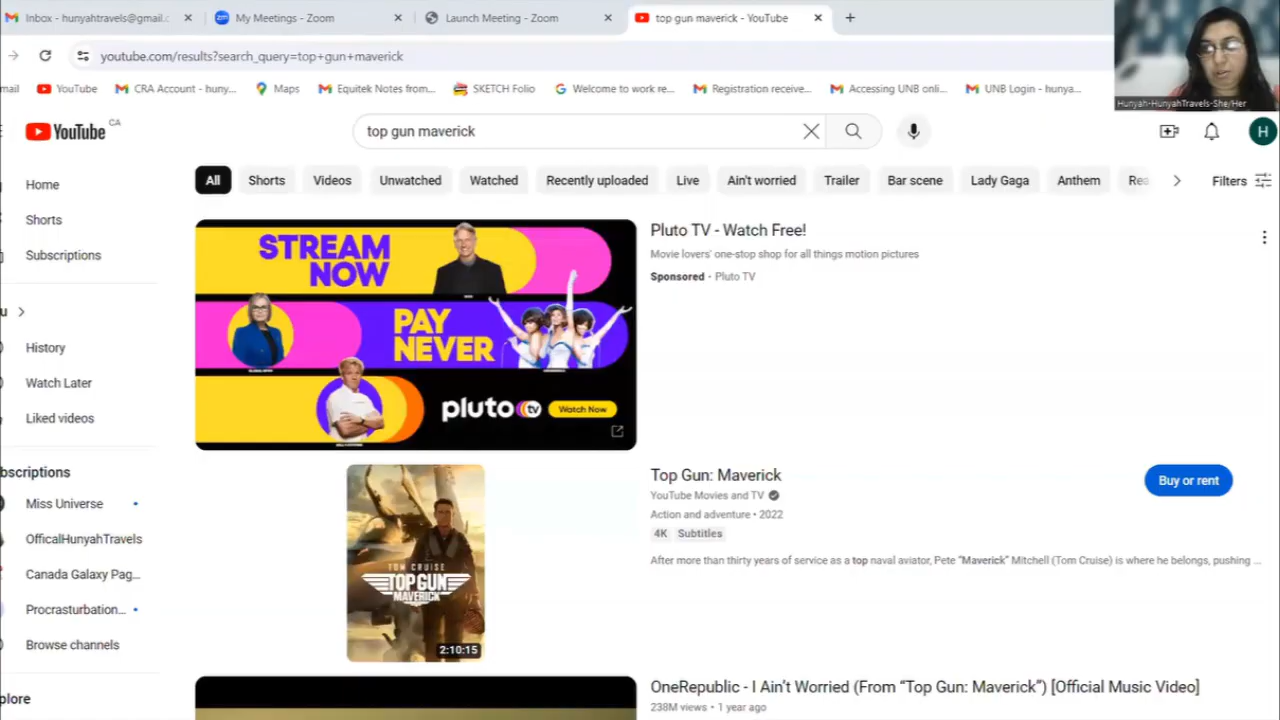 Inbox - hunyahtravels@gmail.c
My Meetings - Zoom
Launch Meeting - Zoom
top gun maverick - YouTube
youtube.com/results?search_query=top+gun+maverick
mail
YouTube
CRA Account - huny...
Maps
Equitek Notes from...
SKETCH Folio
Welcome to work re...
Registration receive...
Accessing UNB onli...
UNB Login - hunya...
Hunyah-HunyahTravels-She/Her
YouTube CA
top gun maverick
H
All
Shorts
Videos
Unwatched
Watched
Recently uploaded
Live
Ain't worried
Trailer
Bar scene
Lady Gaga
Anthem
Rea
Filters
Home
Shorts
Subscriptions
u
History
Watch Later
Liked videos
bscriptions
Miss Universe
OfficalHunyahTravels
Canada Galaxy Pag...
Procrasturbation...
Browse channels
plore
STREAM
NOW
PAY
NEVER
pluto tv
Watch Now
Pluto TV - Watch Free!
Movie lovers' one-stop shop for all things motion pictures
Sponsored · Pluto TV
TOM CRUISE
TOP GUN
MAVERICK
2:10:15
Top Gun: Maverick
YouTube Movies and TV
Action and adventure • 2022
4K Subtitles
After more than thirty years of service as a top naval aviator, Pete "Maverick" Mitchell (Tom Cruise) is where he belongs, pushing ...
Buy or rent
OneRepublic - I Ain't Worried (From "Top Gun: Maverick") [Official Music Video]
238M views • 1 year ago